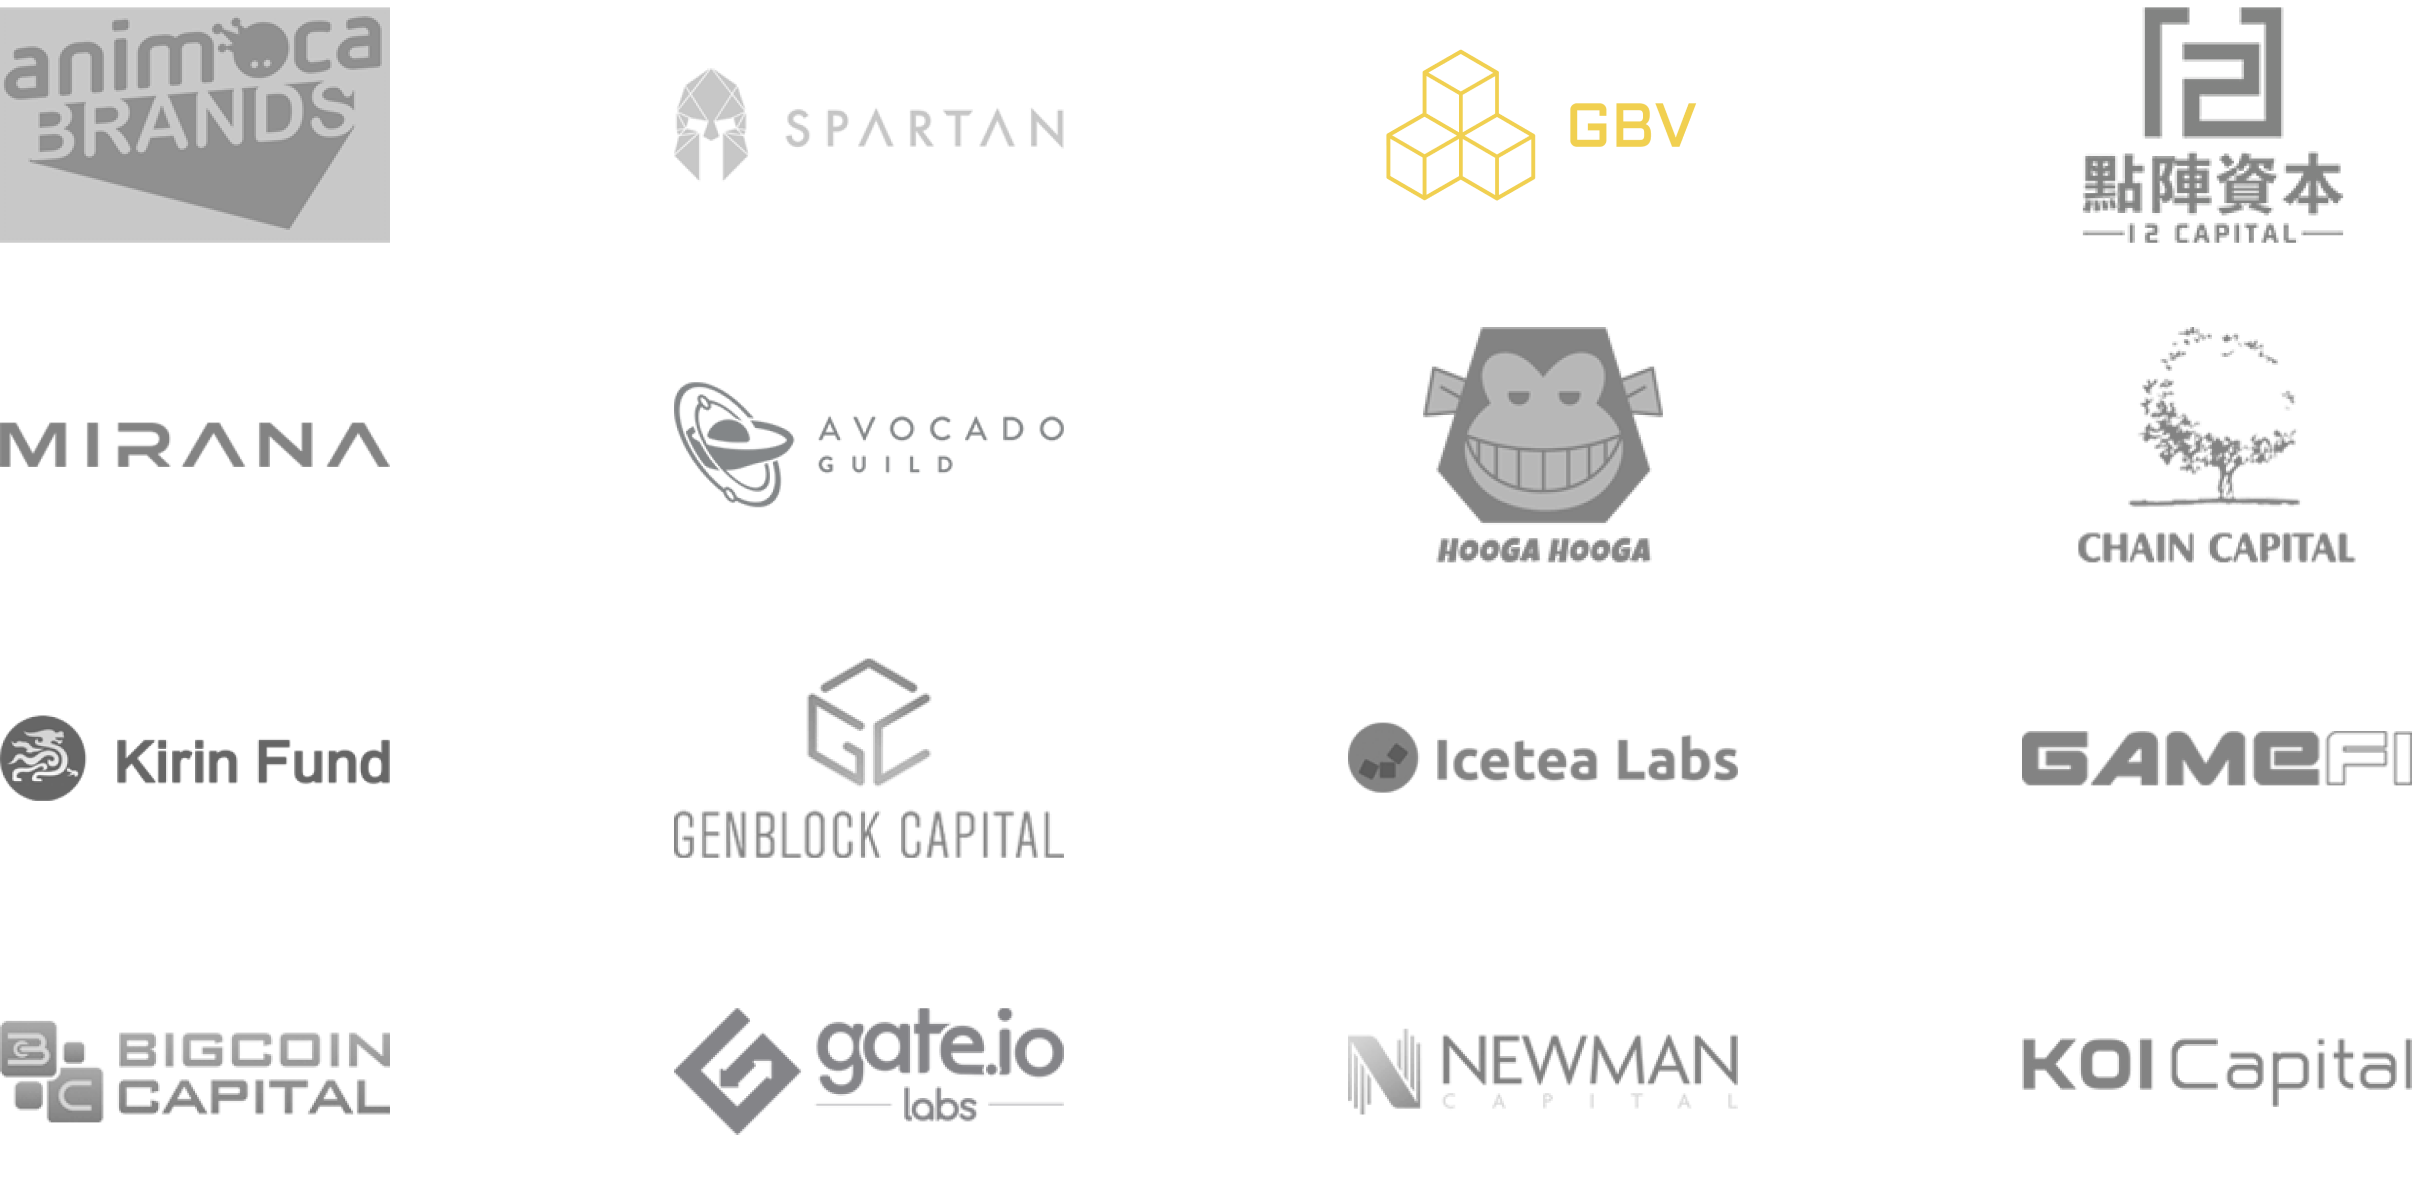 animoca
BRANDS
SPARTAN
GBV
點陣資本
12 CAPITAL
MIRANA
AVOCADO
GUILD
HOOGA HOOGA
CHAIN CAPITAL
Kirin Fund
GENBLOCK CAPITAL
Icetea Labs
GAMEFI
BIGCOIN
CAPITAL
gate.io
labs
NEWMAN
CAPITAL
KOI Capital